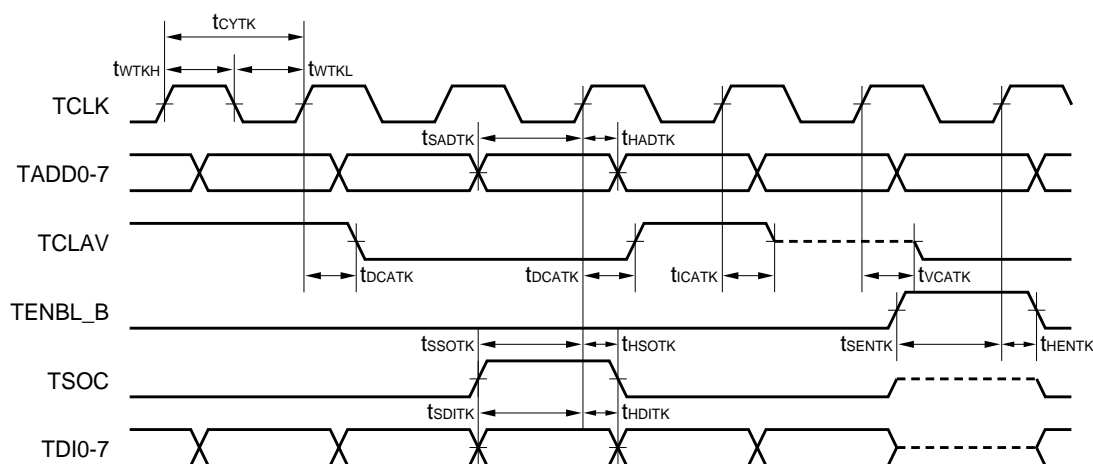 tCYTK
tWTKH tWTKL
TCLK
tSADTK tHADTK
TADD0-7
TCLAV
tDCATK tDCATK tICATK tVCATK
TENBL_B
tSSOTK tHSOTK tSENTK tHENTK
TSOC
tSDITK tHDITK
TDI0-7